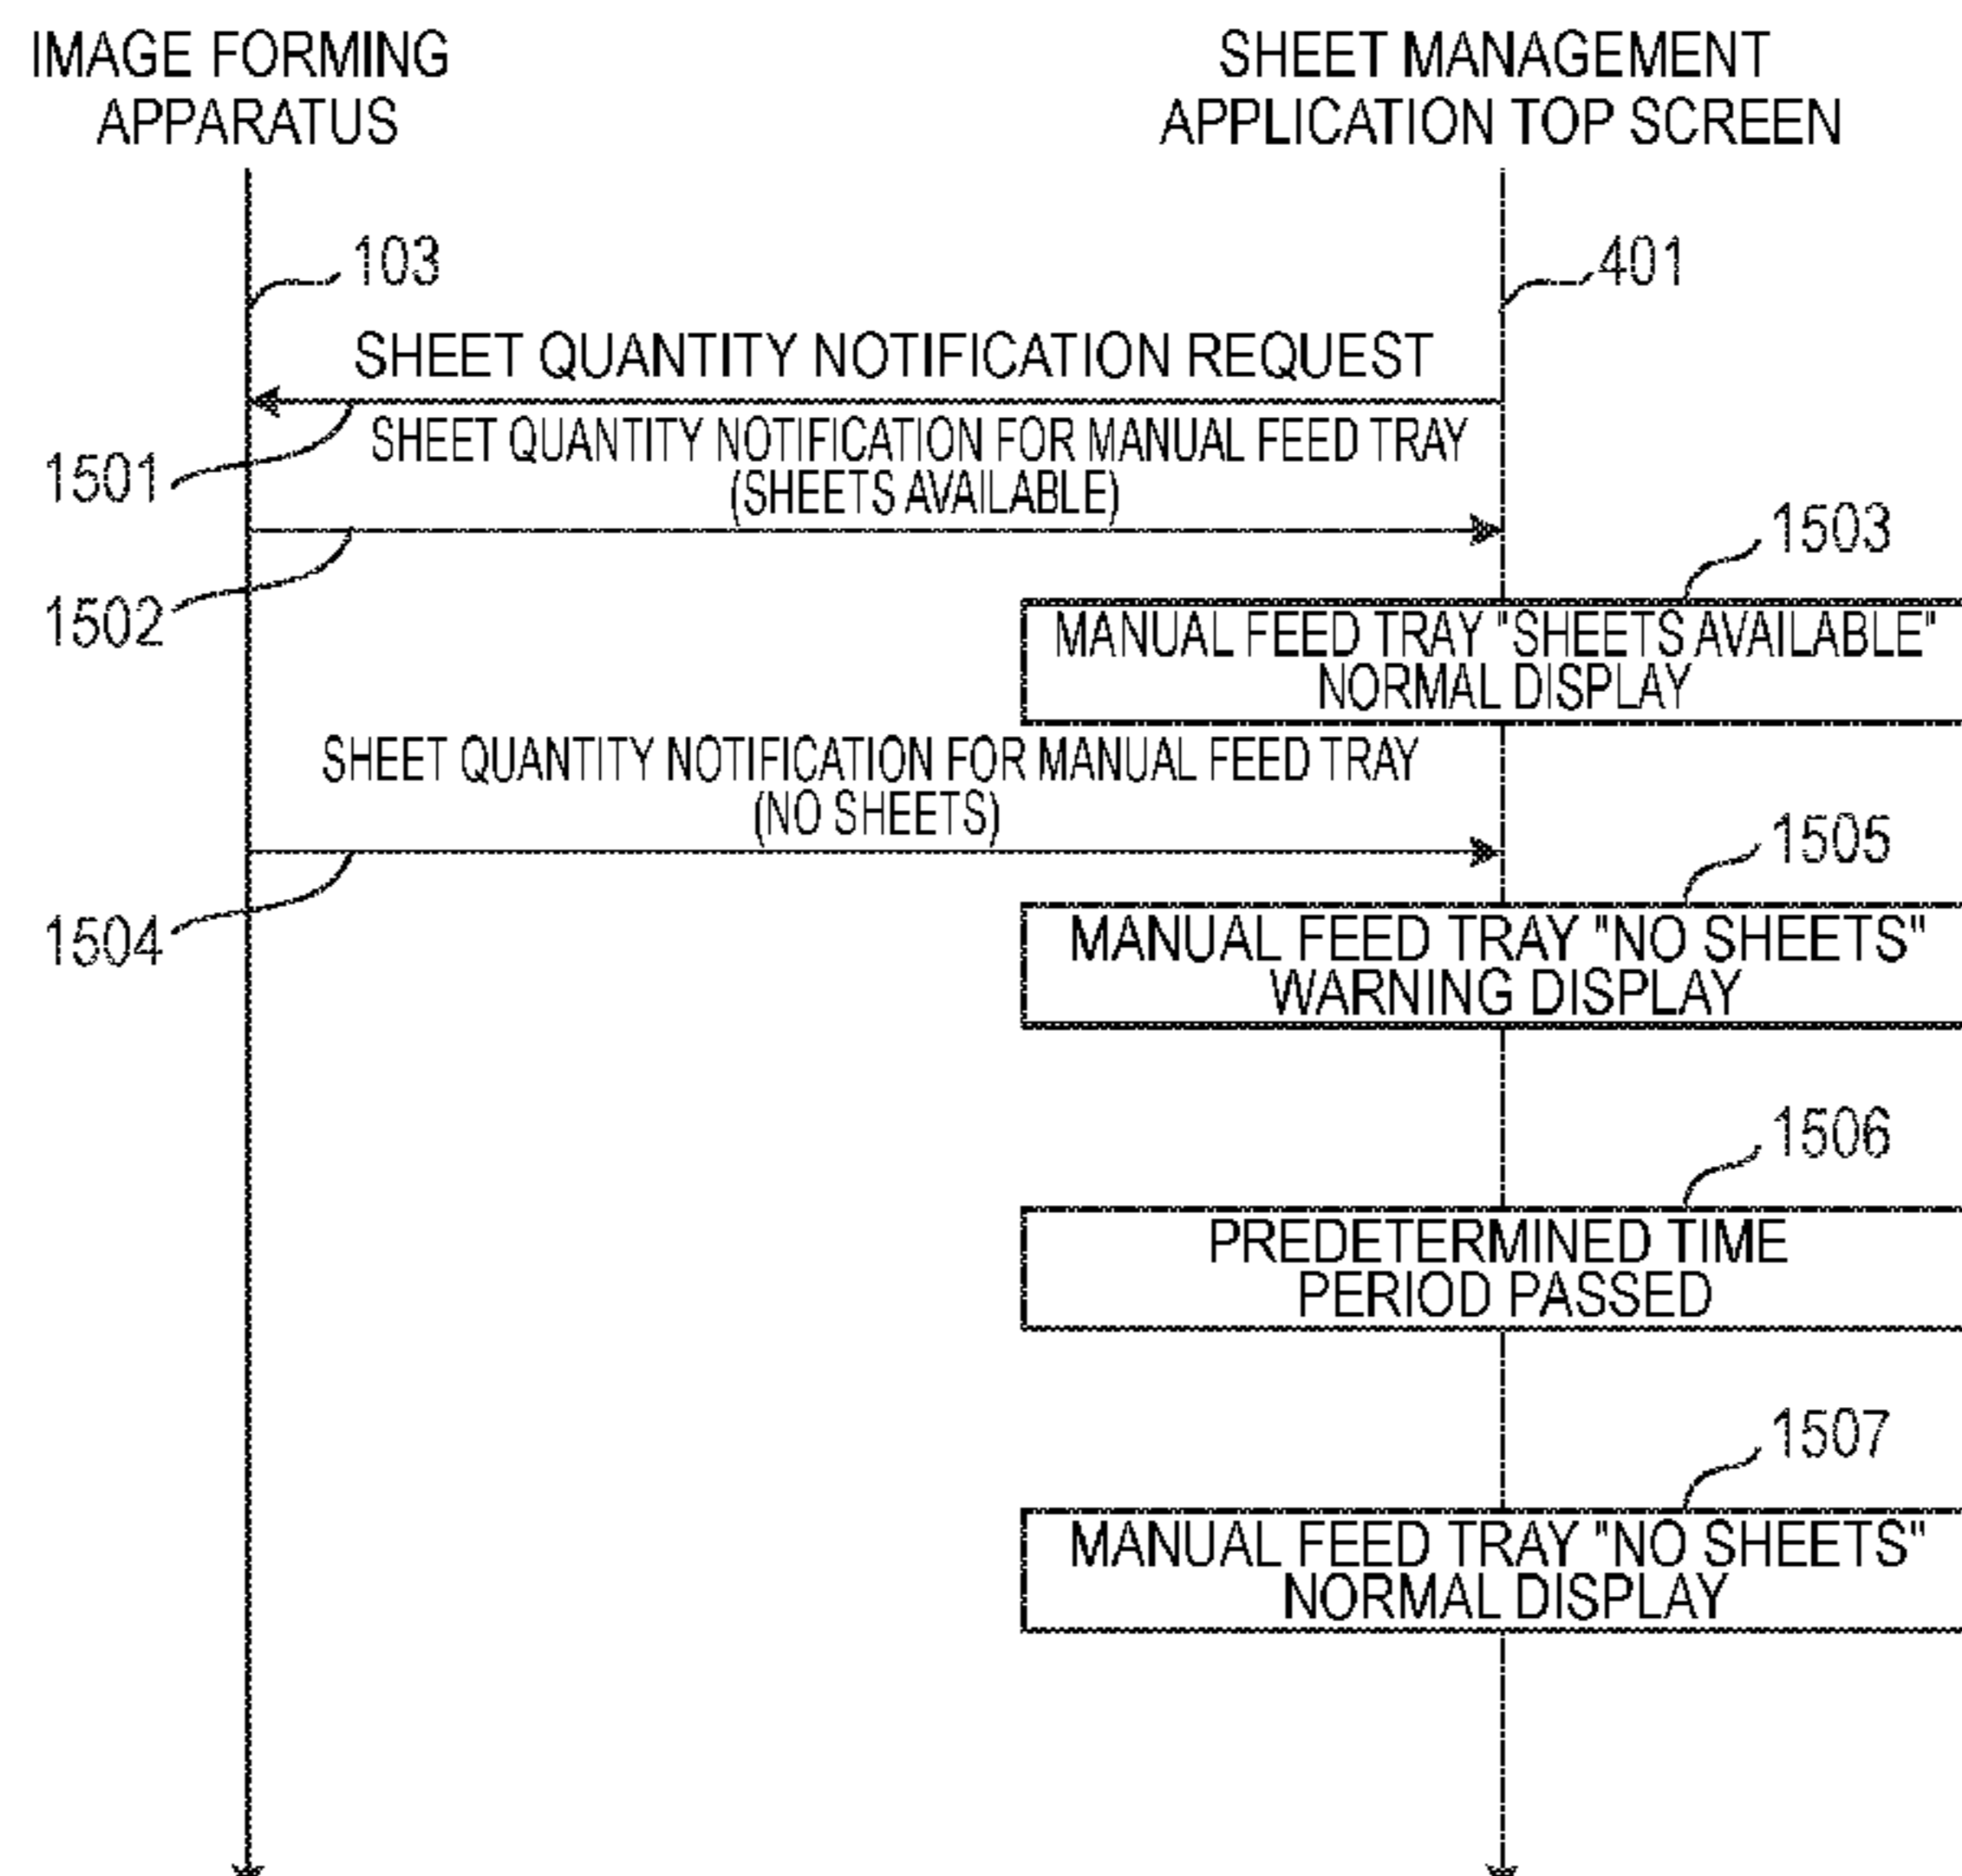 IMAGE FORMING
APPARATUS
SHEET MANAGEMENT
APPLICATION TOP SCREEN
103
401
SHEET QUANTITY NOTIFICATION REQUEST
1501
SHEET QUANTITY NOTIFICATION FOR MANUAL FEED TRAY
(SHEETS AVAILABLE)
1502
1503
MANUAL FEED TRAY "SHEETS AVAILABLE"
NORMAL DISPLAY
SHEET QUANTITY NOTIFICATION FOR MANUAL FEED TRAY
(NO SHEETS)
1504
1505
MANUAL FEED TRAY "NO SHEETS"
WARNING DISPLAY
1506
PREDETERMINED TIME
PERIOD PASSED
1507
MANUAL FEED TRAY "NO SHEETS"
NORMAL DISPLAY